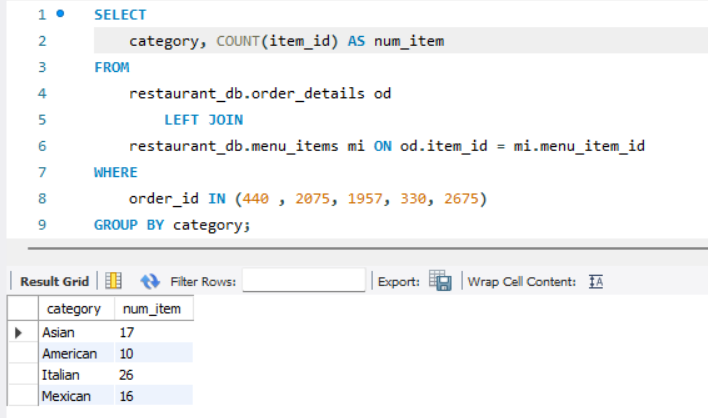 1 SELECT
2 category, COUNT(item_id) AS num_item
3 FROM
4 restaurant_db.order_details od
5 LEFT JOIN
6 restaurant_db.menu_items mi ON od.item_id = mi.menu_item_id
7 WHERE
8 order_id IN (440 , 2075, 1957, 330, 2675)
9 GROUP BY category;
Result Grid Filter Rows: Export: Wrap Cell Content: IA
category num_item
Asian 17
American 10
Italian 26
Mexican 16